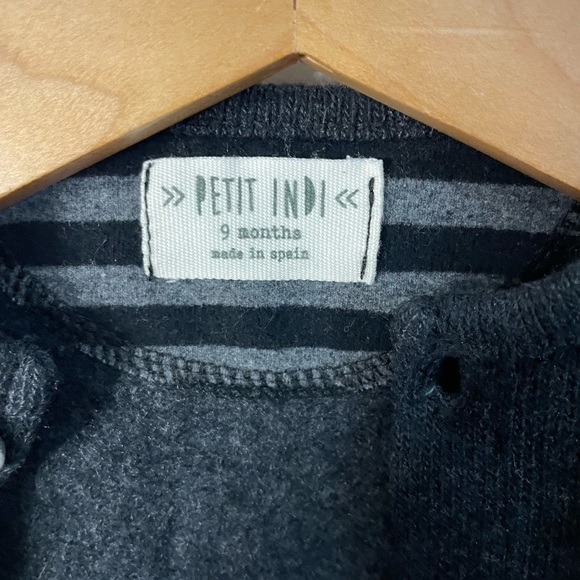 » PETIT INDI «
9 months
made in spain